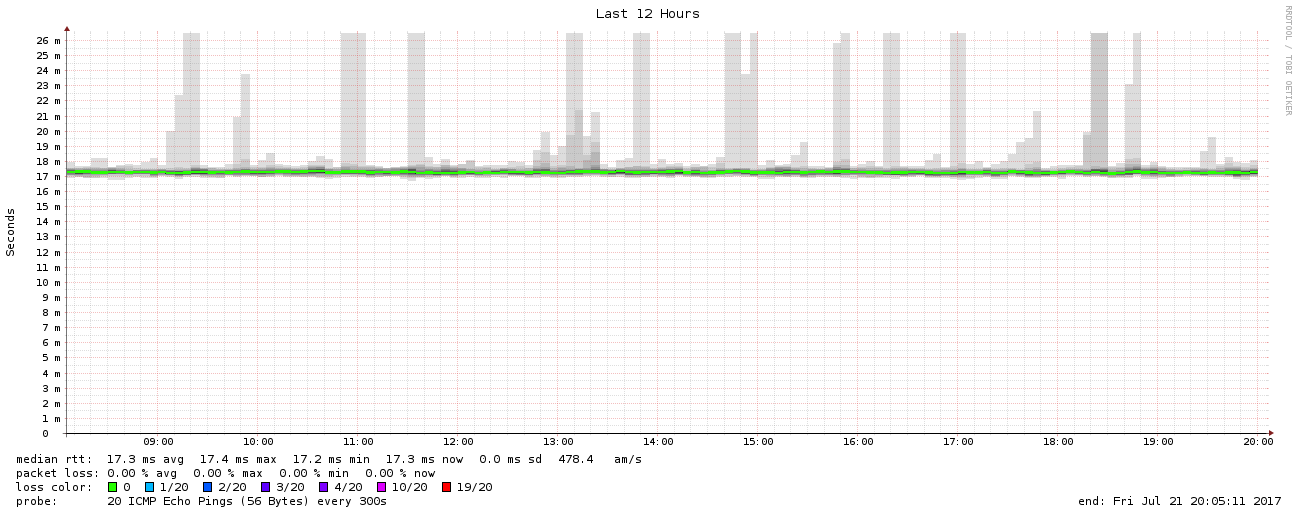 Last 12 Hours
RRDTOOL / TOBI OETIKER
Seconds
26 m
25 m
24 m
23 m
22 m
21 m
20 m
19 m
18 m
17 m
16 m
15 m
14 m
13 m
12 m
11 m
10 m
9 m
8 m
7 m
6 m
5 m
4 m
3 m
2 m
1 m
0
09:00 10:00 11:00 12:00 13:00 14:00 15:00 16:00 17:00 18:00 19:00 20:00
median rtt: 17.3 ms avg 17.4 ms max 17.2 ms min 17.3 ms now 0.0 ms sd 478.4 am/s
packet loss: 0.00 % avg 0.00 % max 0.00 % min 0.00 % now
loss color: 0 1/20 2/20 3/20 4/20 10/20 19/20
probe: 20 ICMP Echo Pings (56 Bytes) every 300s end: Fri Jul 21 20:05:11 2017